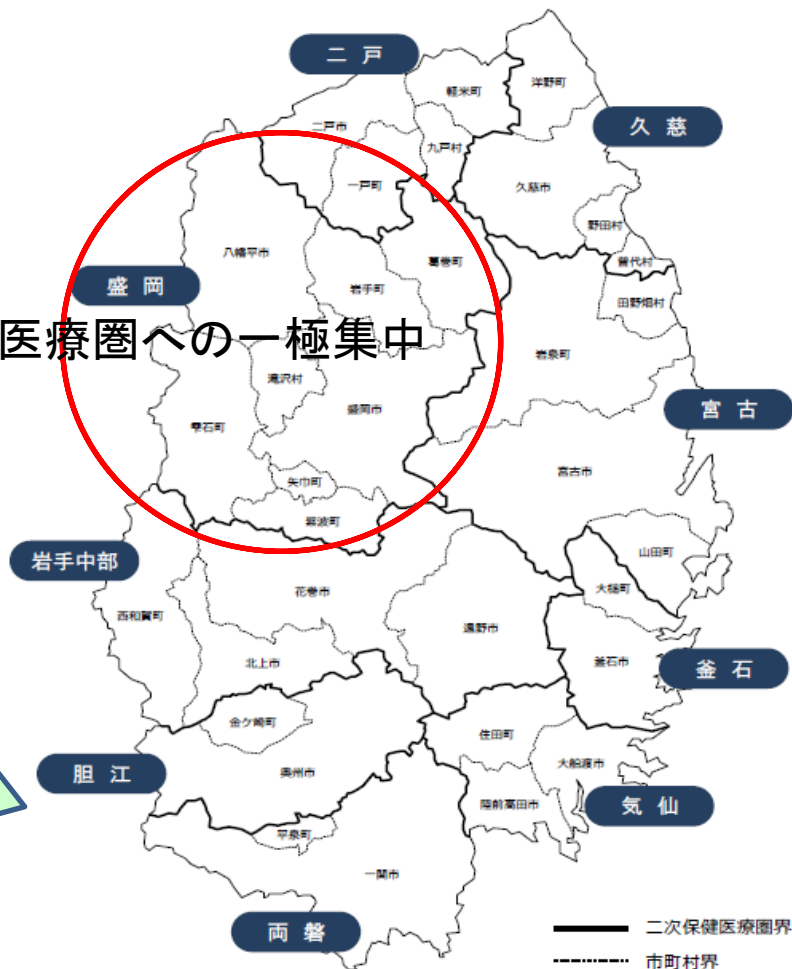 二 戸
軽米町
洋野町
二戸市
九戸村
久 慈
一戸町
久慈市
野田村
八幡平市
葛巻町
普代村
盛 岡
岩手町
田野畑村
医療圏への一極集中
岩泉町
滝沢村
盛岡市
宮 古
雫石町
宮古市
矢巾町
紫波町
山田町
岩手中部
大槌町
花巻市
西和賀町
遠野市
北上市
釜石市
釜 石
金ケ崎町
住田町
大船渡市
胆 江
奥州市
陸前高田市
気 仙
平泉町
一関市
両 磐
二次保健医療圏界
市町村界